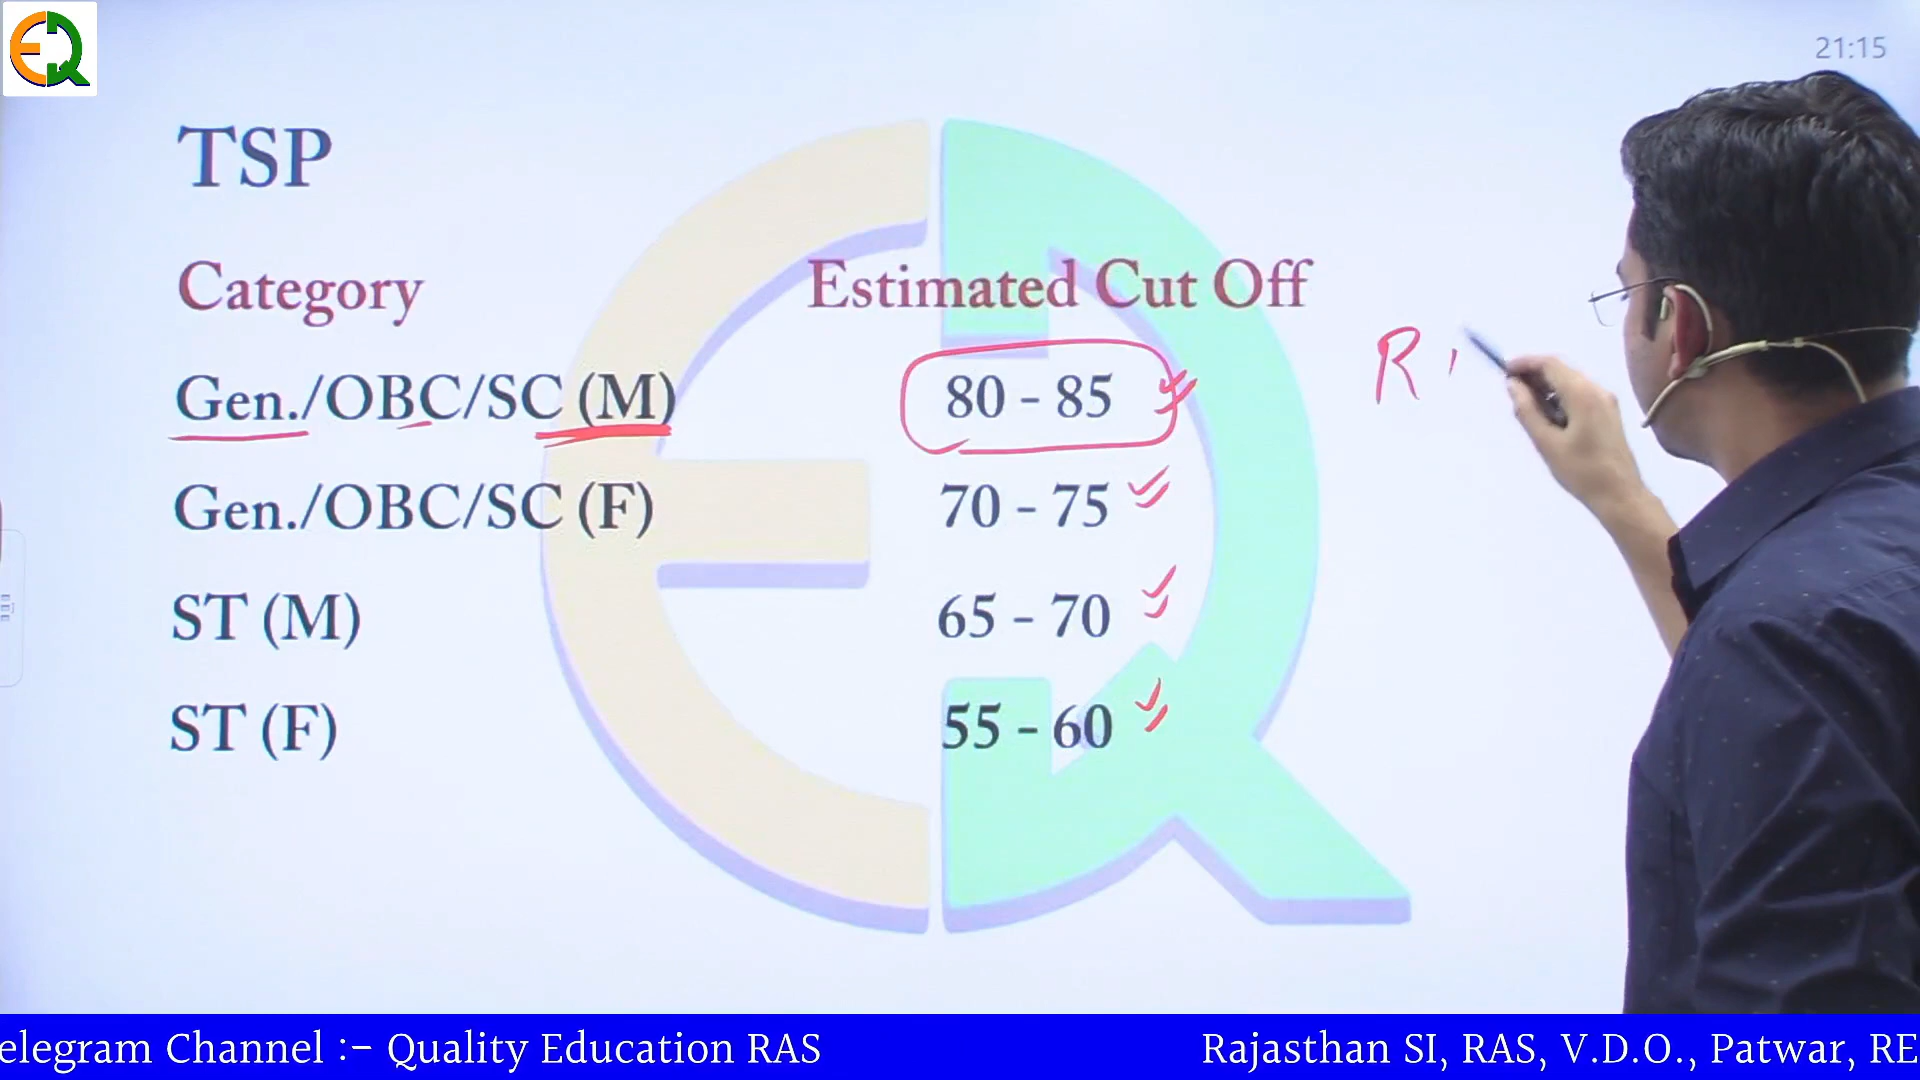 EQ
21:15
TSP
Category Estimated Cut Off
Gen./OBC/SC (M) 80 - 85
R
Gen./OBC/SC (F) 70 - 75
ST (M) 65 - 70
ST (F) 55 - 60
elegram Channel :- Quality Education RAS Rajasthan SI, RAS, V.D.O., Patwar, RE